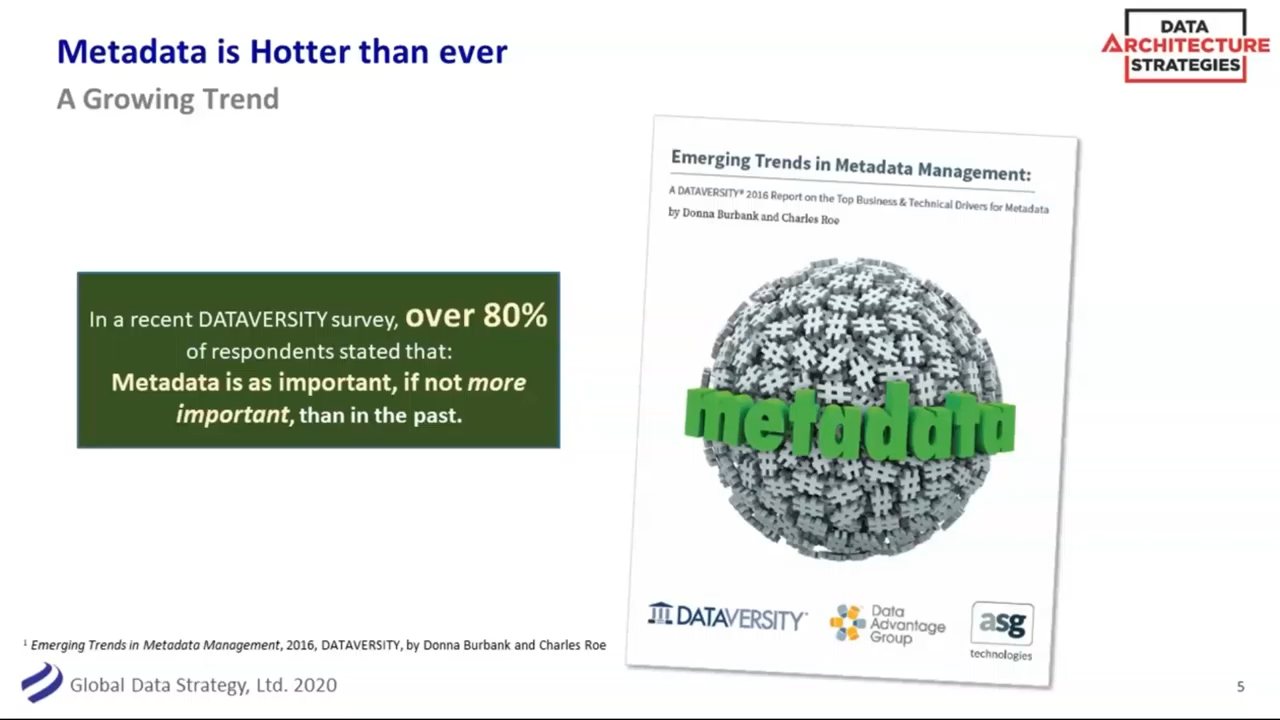 Metadata is Hotter than ever
A Growing Trend
DATA
ARCHITECTURE
STRATEGIES
Emerging Trends in Metadata Management:
A DATAVERSITY® 2016 Report on the Top Business & Technical Drivers for Metadata
by Donna Burbank and Charles Roe
In a recent DATAVERSITY survey, over 80%
of respondents stated that:
Metadata is as important, if not more
important, than in the past.
metadata
DATAVERSITY
Data
Advantage
Group
asg
technologies
1 Emerging Trends in Metadata Management, 2016, DATAVERSITY, by Donna Burbank and Charles Roe
Global Data Strategy, Ltd. 2020
5